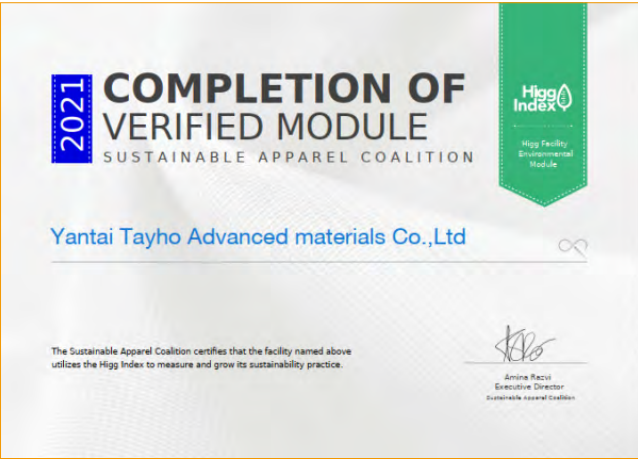 2021
COMPLETION OF
VERIFIED MODULE
SUSTAINABLE APPAREL COALITION
Higg
Index
Higg Facility
Environmental
Module
Yantai Tayho Advanced materials Co.,Ltd
The Sustainable Apparel Coalition certifies that the facility named above
utilizes the Higg Index to measure and grow its sustainability practice.
Amina Razvi
Executive Director
Sustainable Apparel Coalition